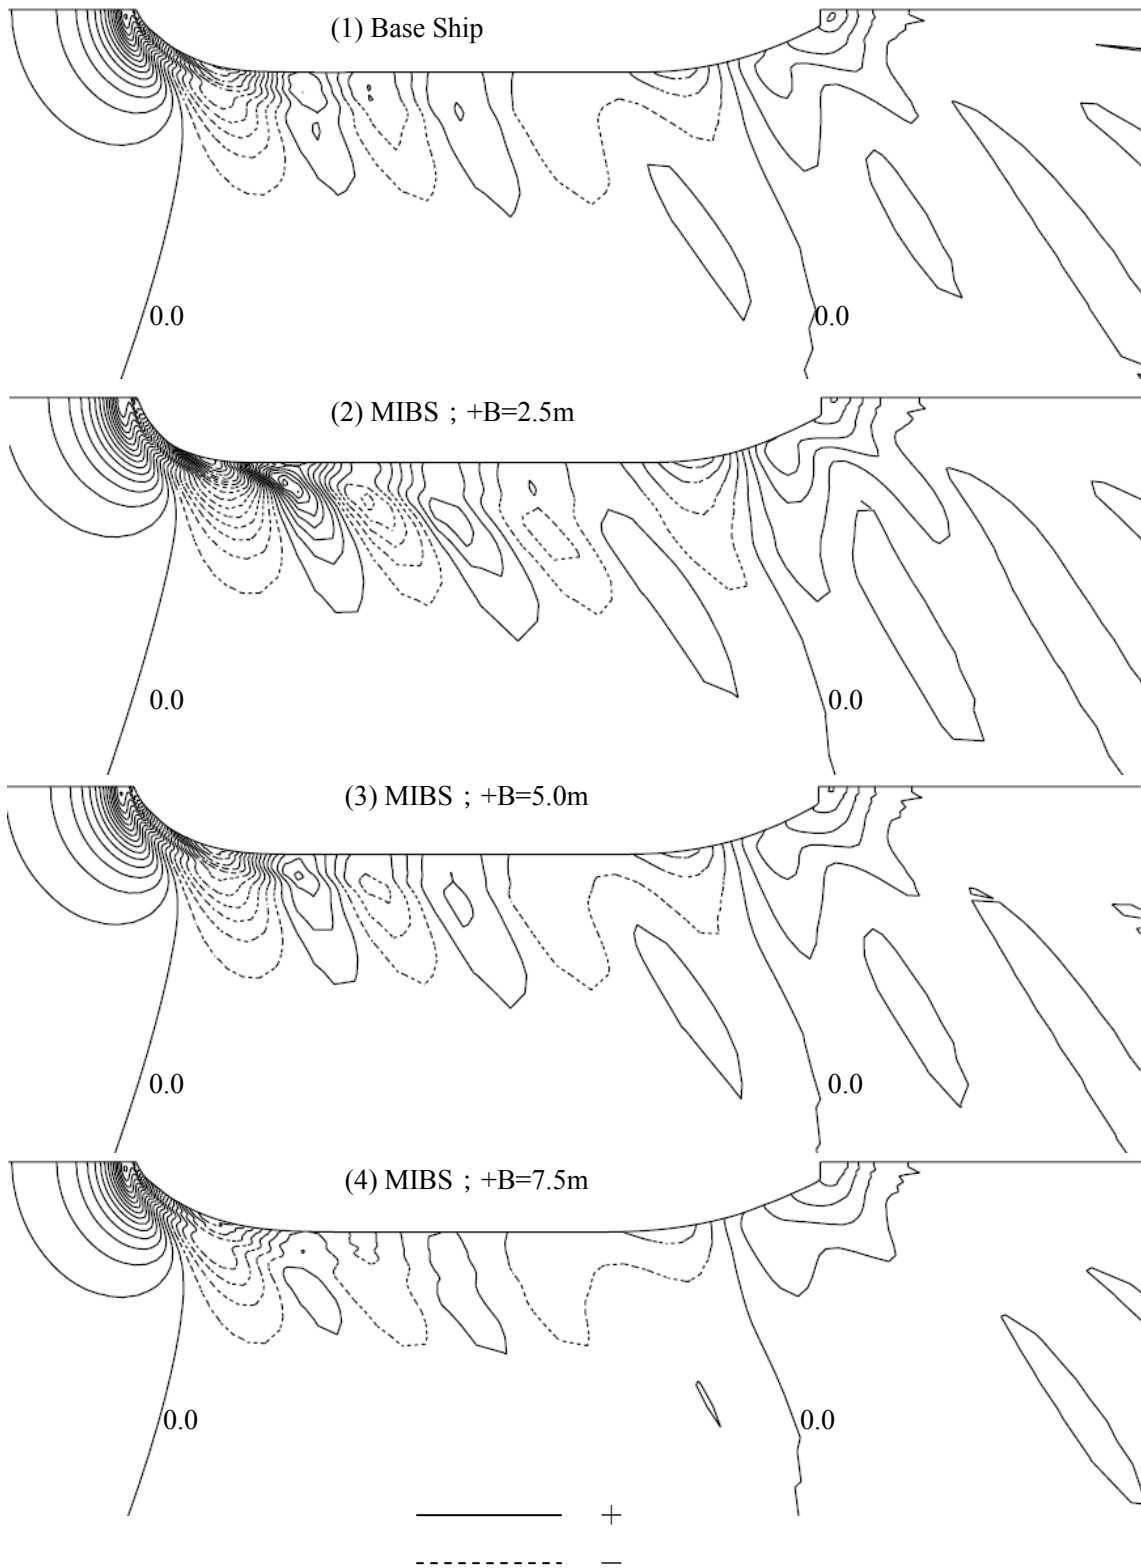 (1) Base Ship
0.0 0.0
(2) MIBS ; +B=2.5m
0.0 0.0
(3) MIBS ; +B=5.0m
0.0 0.0
(4) MIBS ; +B=7.5m
0.0 0.0
+
−